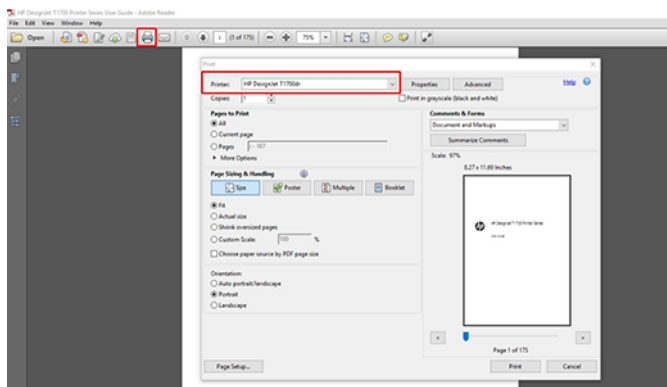 HP DesignJet T1700 Printer Series User Guide - Adobe Reader
File Edit View Window Help
Open (1 of 175) 75%
Print
Printer: HP DesignJet T1700dr Properties Advanced Help
Copies: 1 Print in grayscale (black and white)
Pages to Print
All
Current page
Pages
More Options
Comments & Forms
Document and Markups
Summarize Comments
Scale: 97%
8.27 x 11.69 Inches
Page Sizing & Handling
Size Poster Multiple Booklet
Fit
Actual size
Shrink oversized pages
Custom Scale: 100 %
Choose paper source by PDF page size
Orientation:
Auto portrait/landscape
Portrait
Landscape
HP DesignJet T1700 Printer Series
Page 1 of 175
Page Setup... Print Cancel